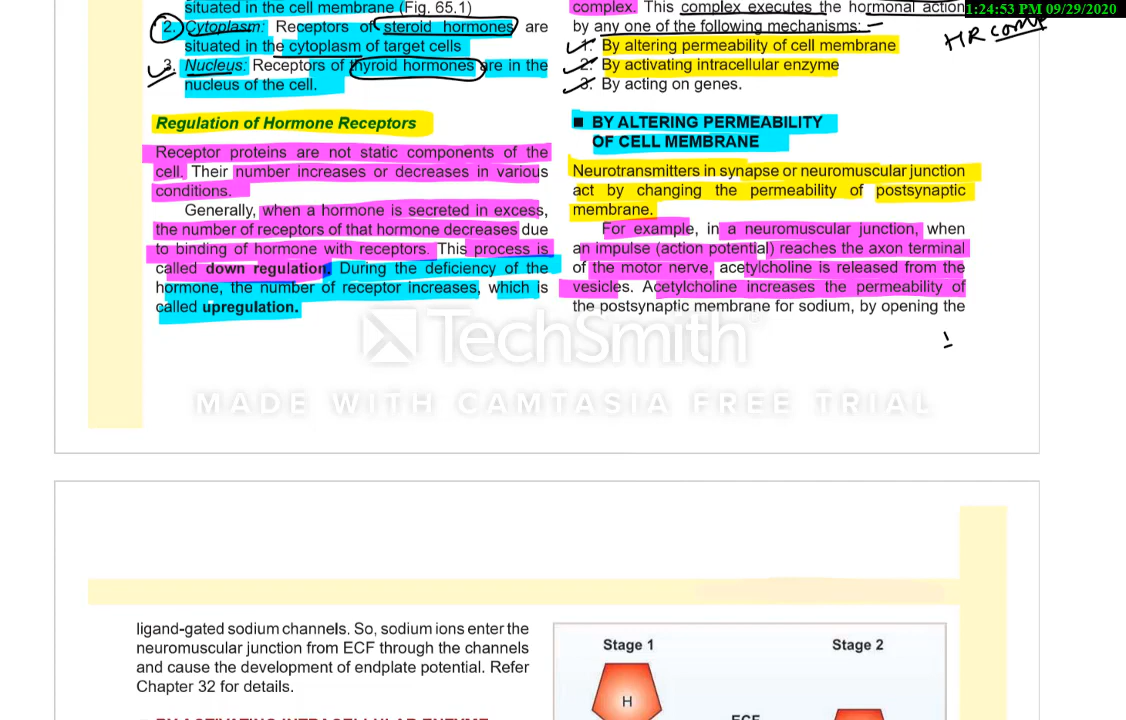 1:24:53 PM 09/29/2020
situated in the cell membrane (Fig. 65.1)
2. Cytoplasm: Receptors of steroid hormones are
situated in the cytoplasm of target cells
3. Nucleus: Receptors of thyroid hormones are in the
nucleus of the cell.
Regulation of Hormone Receptors
Receptor proteins are not static components of the
cell. Their number increases or decreases in various
conditions.
Generally, when a hormone is secreted in excess,
the number of receptors of that hormone decreases due
to binding of hormone with receptors. This process is
called down regulation. During the deficiency of the
hormone, the number of receptor increases, which is
called upregulation.
complex. This complex executes the hormonal action
by any one of the following mechanisms:
HR
1. By altering permeability of cell membrane
2. By activating intracellular enzyme
3. By acting on genes.
■ BY ALTERING PERMEABILITY
OF CELL MEMBRANE
Neurotransmitters in synapse or neuromuscular junction
act by changing the permeability of postsynaptic
membrane.
For example, in a neuromuscular junction, when
an impulse (action potential) reaches the axon terminal
of the motor nerve, acetylcholine is released from the
vesicles. Acetylcholine increases the permeability of
the postsynaptic membrane for sodium, by opening the
TechSmith
MADE WITH CAMTASIA FREE TRIAL
ligand-gated sodium channels. So, sodium ions enter the
neuromuscular junction from ECF through the channels
and cause the development of endplate potential. Refer
Chapter 32 for details.
BY ACTIVATING INTRACELLULAR ENZYME
Stage 1
Stage 2
H
ECF